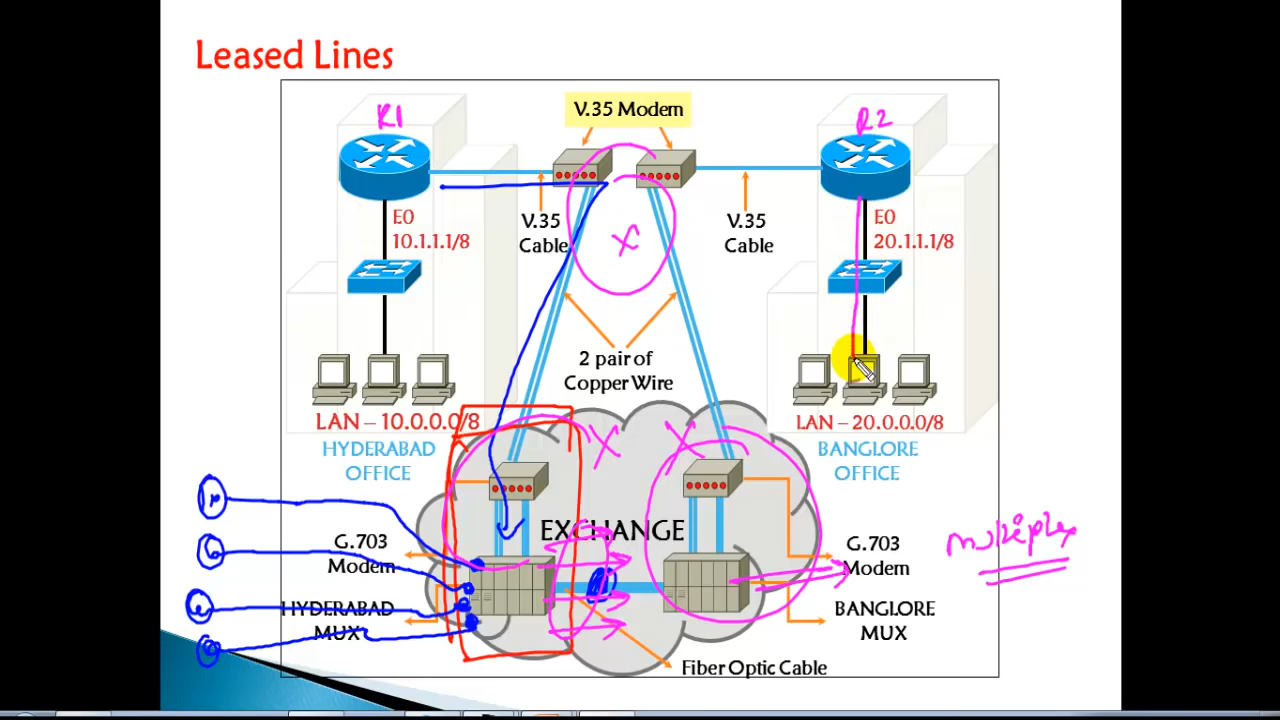 Leased Lines
V.35 Modem
R1
R2
E0
10.1.1.1/8
V.35
Cable
V.35
Cable
E0
20.1.1.1/8
X
2 pair of
Copper Wire
LAN – 10.0.0.0/8
HYDERABAD
OFFICE
LAN – 20.0.0.0/8
BANGLORE
OFFICE
X
X
EXCHANGE
G.703
Modem
G.703
Modem
multiplex
HYDERABAD
MUX
BANGLORE
MUX
Fiber Optic Cable